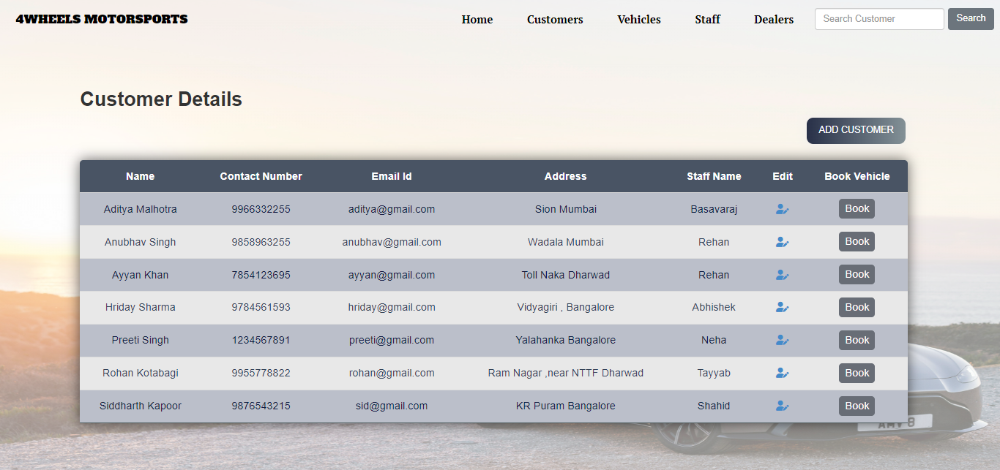 4WHEELS MOTORSPORTS Home Customers Vehicles Staff Dealers Search Customer Search
Customer Details
ADD CUSTOMER
Name Contact Number Email Id Address Staff Name Edit Book Vehicle
Aditya Malhotra 9966332255 aditya@gmail.com Sion Mumbai Basavaraj Book
Anubhav Singh 9858963255 anubhav@gmail.com Wadala Mumbai Rehan Book
Ayyan Khan 7854123695 ayyan@gmail.com Toll Naka Dharwad Rehan Book
Hriday Sharma 9784561593 hriday@gmail.com Vidyagiri , Bangalore Abhishek Book
Preeti Singh 1234567891 preeti@gmail.com Yalahanka Bangalore Neha Book
Rohan Kotabagi 9955778822 rohan@gmail.com Ram Nagar ,near NTTF Dharwad Tayyab Book
Siddharth Kapoor 9876543215 sid@gmail.com KR Puram Bangalore Shahid Book
AMV 8